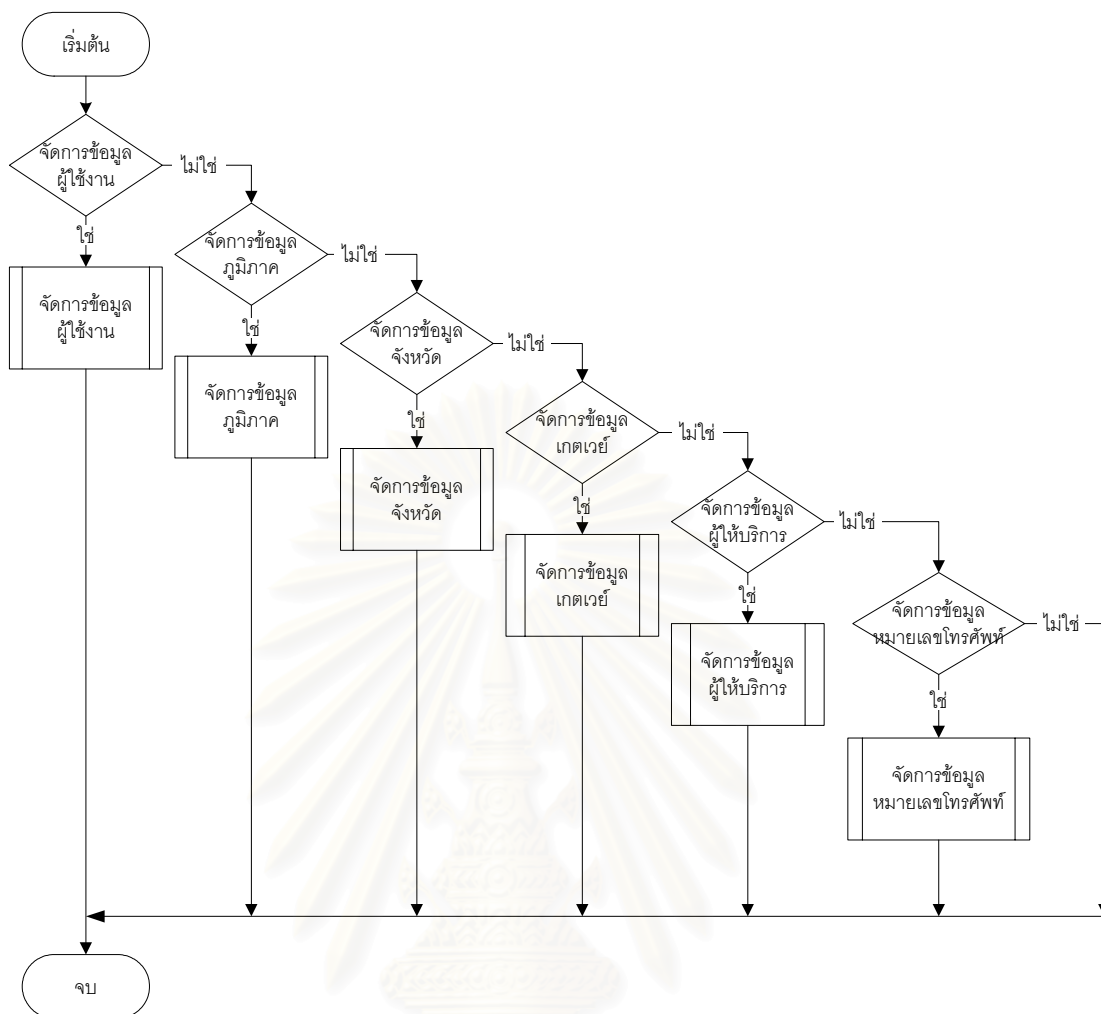 เริ่มต้น
จัดการข้อมูล
ผู้ใช้งาน
ไม่ใช่
ใช่
จัดการข้อมูล
ผู้ใช้งาน
จัดการข้อมูล
ภูมิภาค
ไม่ใช่
ใช่
จัดการข้อมูล
ภูมิภาค
จัดการข้อมูล
จังหวัด
ไม่ใช่
ใช่
จัดการข้อมูล
จังหวัด
จัดการข้อมูล
เกตเวย์
ไม่ใช่
ใช่
จัดการข้อมูล
เกตเวย์
จัดการข้อมูล
ผู้ให้บริการ
ไม่ใช่
ใช่
จัดการข้อมูล
ผู้ให้บริการ
จัดการข้อมูล
หมายเลขโทรศัพท์
ไม่ใช่
ใช่
จัดการข้อมูล
หมายเลขโทรศัพท์
จบ